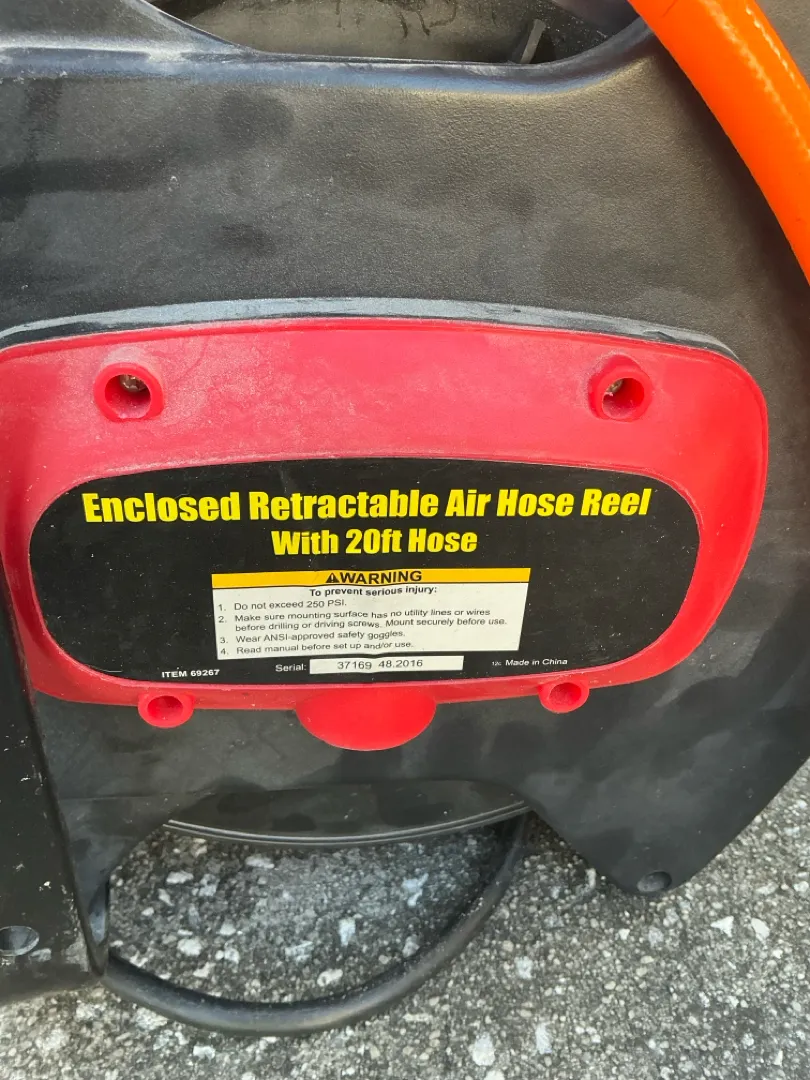 Enclosed Retractable Air Hose Reel
With 20ft Hose
⚠WARNING
To prevent serious injury:
1. Do not exceed 250 PSI.
2. Make sure mounting surface has no utility lines or wires
before drilling or driving screws. Mount securely before use.
3. Wear ANSI-approved safety goggles.
4. Read manual before set up and/or use.
ITEM 69267 Serial: 37169 48.2016 12c Made in China